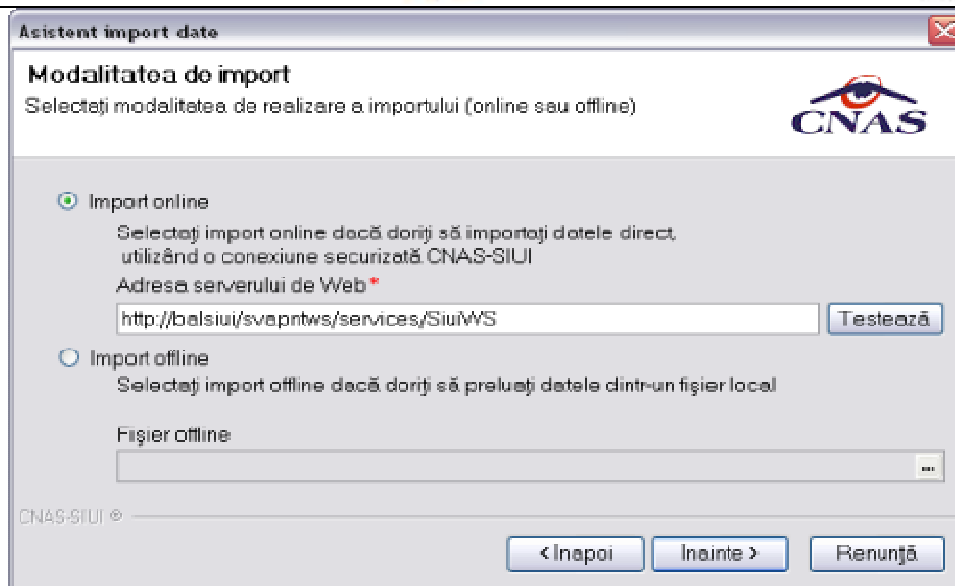 Asistent import date
Modalitatea de import
Selectați modalitatea de realizare a importului (online sau offline)
CNAS
Import online
Selectați import online dacă doriți să importați datele direct,
utilizând o conexiune securizată CNAS-SIUI
Adresa serverului de Web*
http://balsiui/svapntws/services/SiuiWS
Testează
Import offline
Selectați import offline dacă doriți să preluați datele dintr-un fișier local
Fișier offline
...
CNAS-SIUI ®
< Inapoi
Inainte >
Renunță